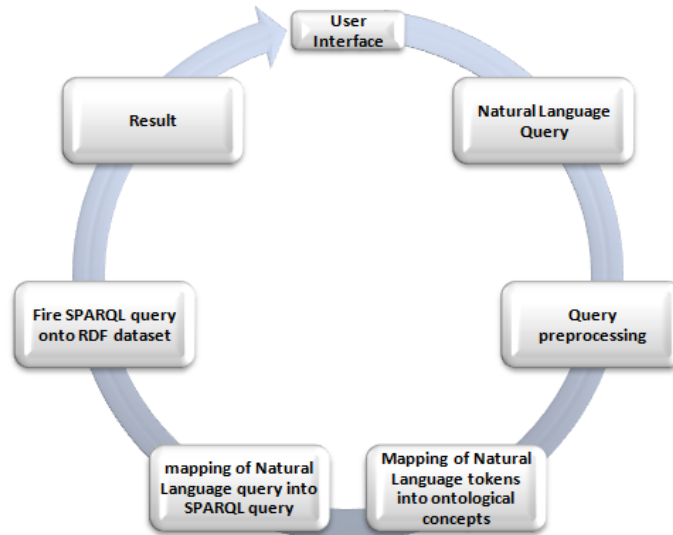 User
Interface
Natural Language
Query
Query
preprocessing
Mapping of Natural
Language tokens
into ontological
concepts
mapping of Natural
Language query into
SPARQL query
Fire SPARQL query
onto RDF dataset
Result